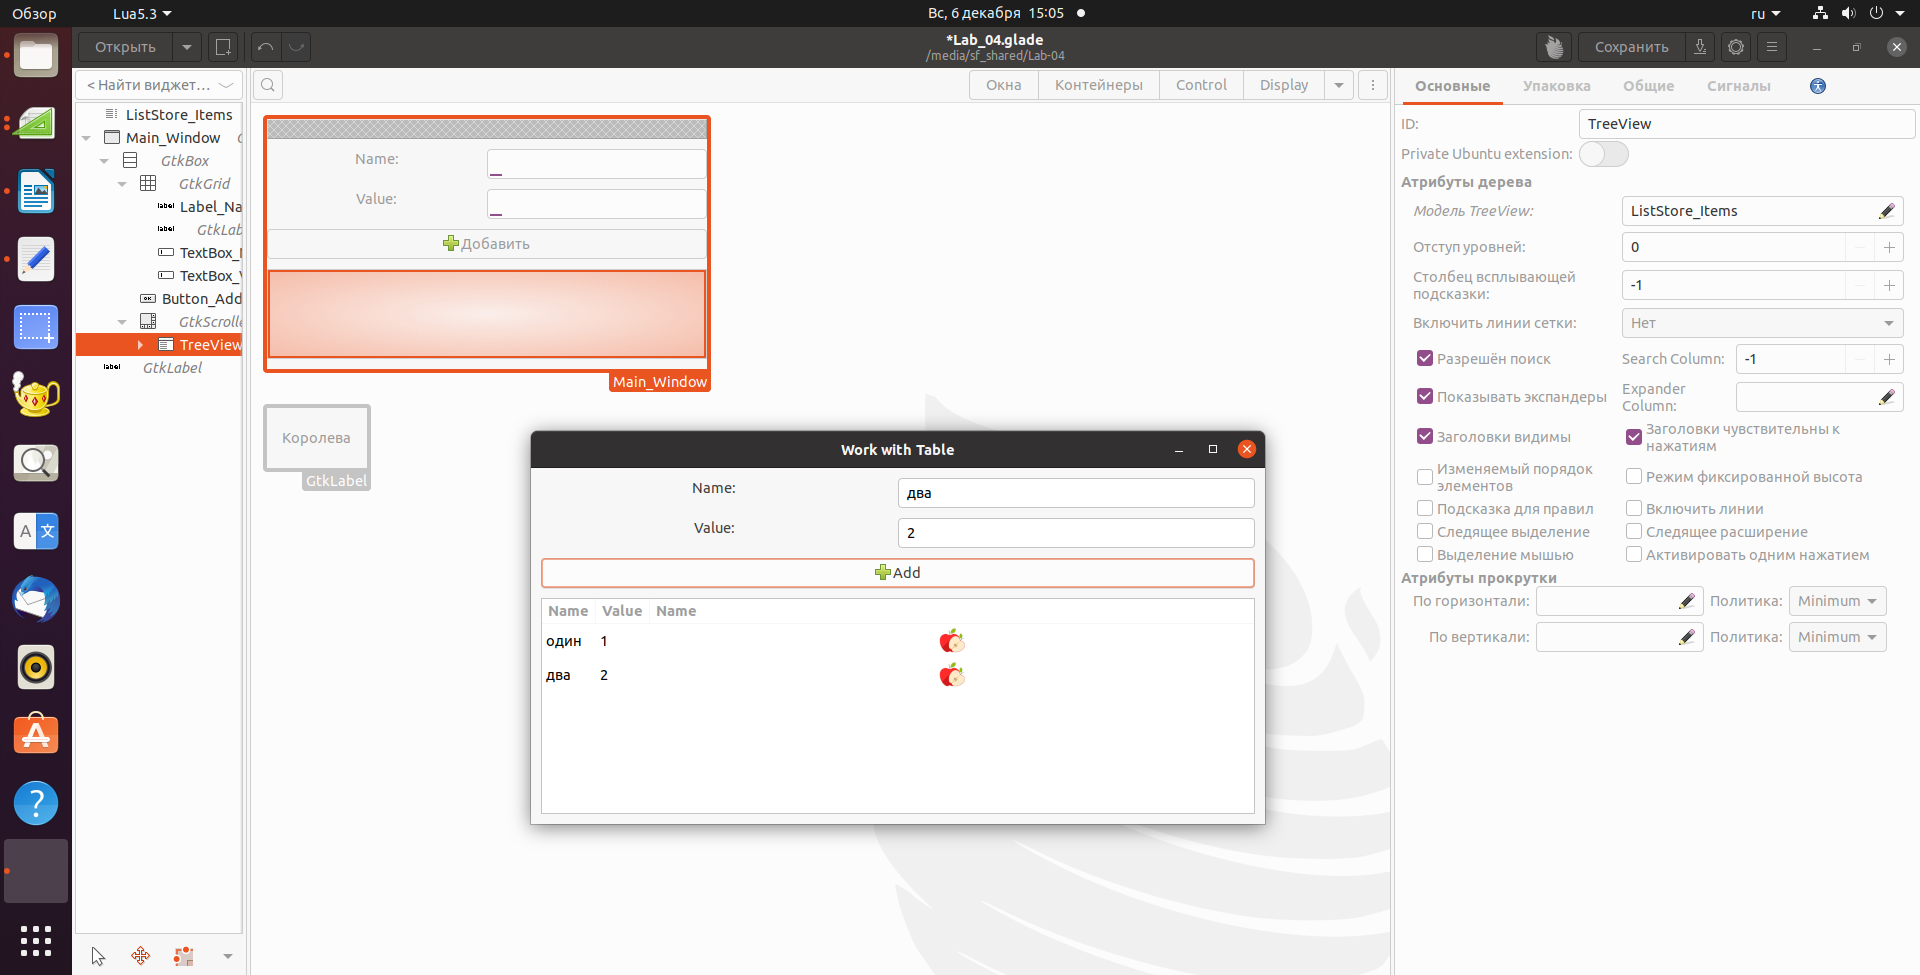 Обзор
Lua5.3
Вс, 6 декабря 15:05
ru
Открыть
*Lab_04.glade
/media/sf_shared/Lab-04
Сохранить
< Найти виджет…
ListStore_Items
Main_Window
GtkBox
GtkGrid
label Label_Na
label GtkLab
TextBox_
TextBox_
OK Button_Add
GtkScrolle
TreeView
label GtkLabel
Окна
Контейнеры
Control
Display
Name:
Value:
Добавить
Main_Window
Королева
GtkLabel
Work with Table
Name:
два
Value:
2
Add
Name Value Name
один 1
два 2
Основные
Упаковка
Общие
Сигналы
ID:
TreeView
Private Ubuntu extension:
Атрибуты дерева
Модель TreeView:
ListStore_Items
Отступ уровней:
0
Столбец всплывающей
подсказки:
-1
Включить линии сетки:
Нет
Разрешён поиск
Search Column:
-1
Показывать экспандеры
Expander
Column:
Заголовки видимы
Заголовки чувствительны к
нажатиям
Изменяемый порядок
элементов
Режим фиксированной высота
Подсказка для правил
Включить линии
Следящее выделение
Следящее расширение
Выделение мышью
Активировать одним нажатием
Атрибуты прокрутки
По горизонтали:
Политика:
Minimum
По вертикали:
Политика:
Minimum